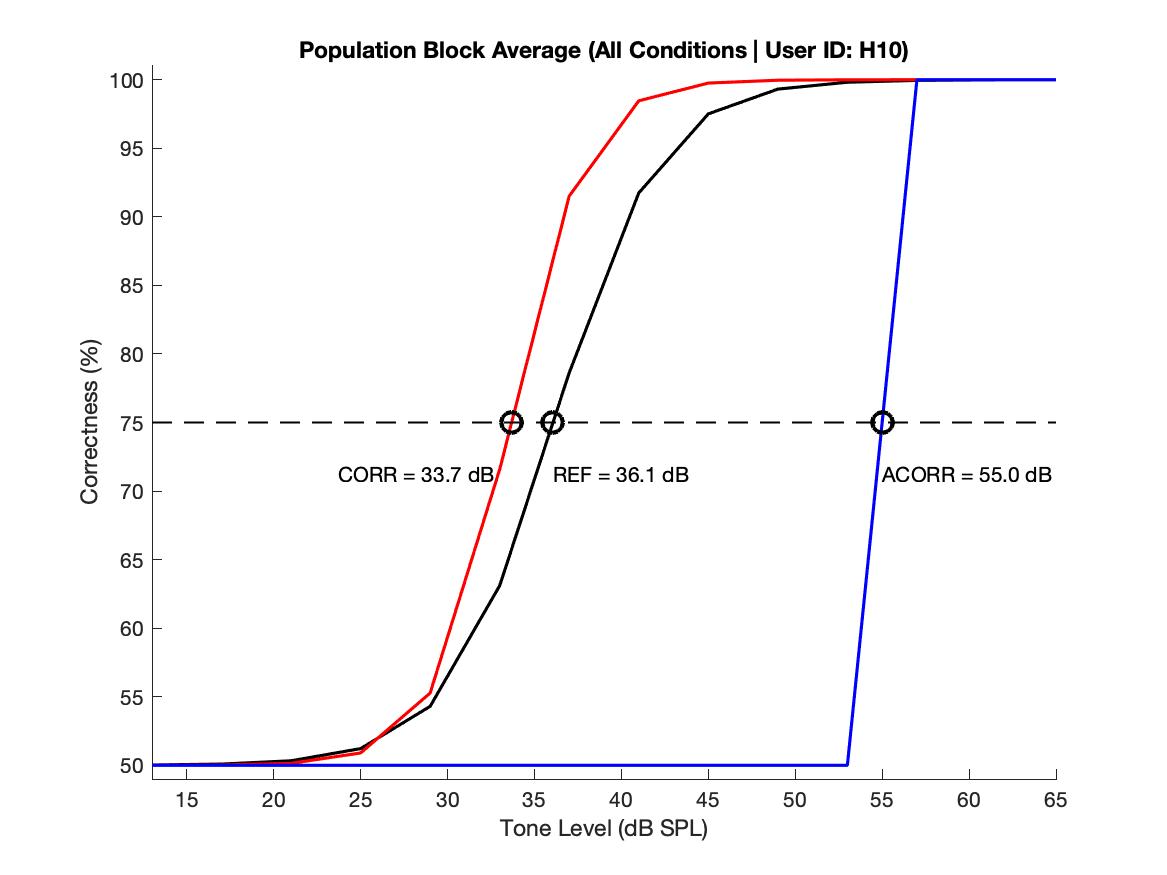 Population Block Average (All Conditions | User ID: H10)
100
95
90
85
80
75
70
65
60
55
50
Correctness (%)
CORR = 33.7 dB
REF = 36.1 dB
ACORR = 55.0 dB
15 20 25 30 35 40 45 50 55 60 65
Tone Level (dB SPL)